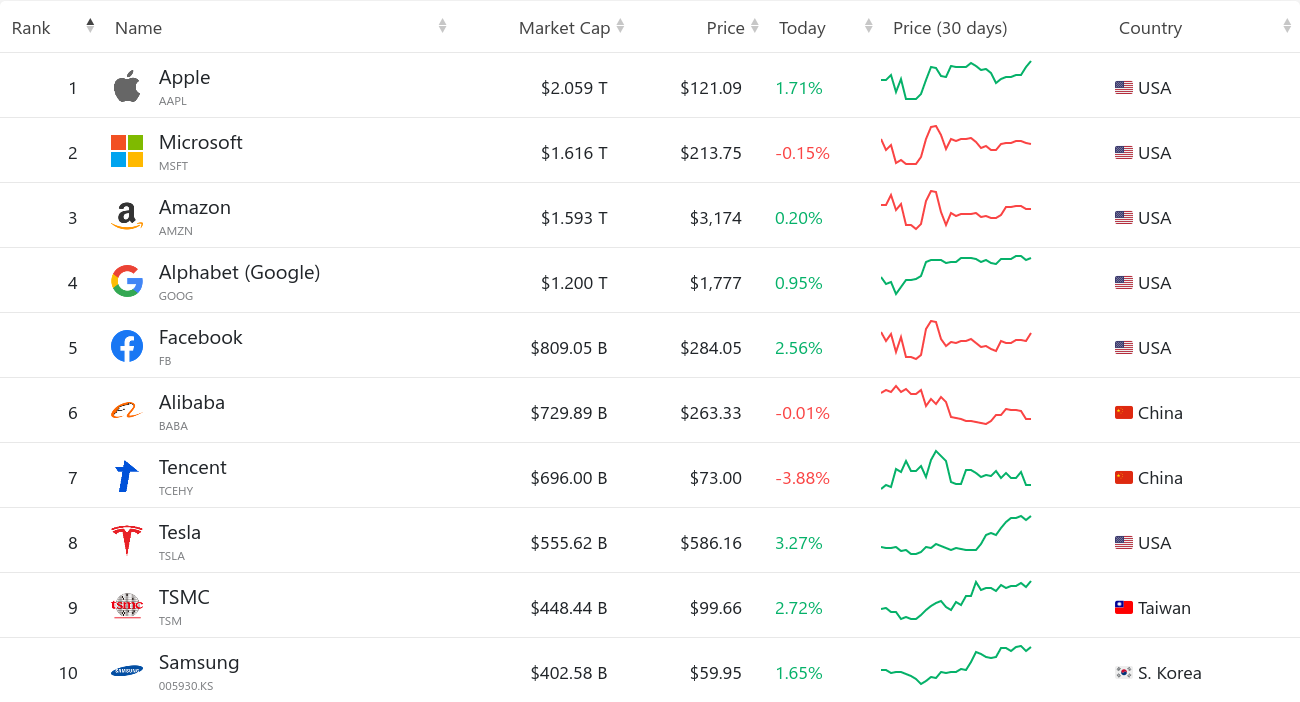 Rank Name Market Cap Price Today Price (30 days) Country
1 Apple $2.059 T $121.09 1.71% USA
AAPL
2 Microsoft $1.616 T $213.75 -0.15% USA
MSFT
3 Amazon $1.593 T $3,174 0.20% USA
AMZN
4 Alphabet (Google) $1.200 T $1,777 0.95% USA
GOOG
5 Facebook $809.05 B $284.05 2.56% USA
FB
6 Alibaba $729.89 B $263.33 -0.01% China
BABA
7 Tencent $696.00 B $73.00 -3.88% China
TCEHY
8 Tesla $555.62 B $586.16 3.27% USA
TSLA
9 tsmc TSMC $448.44 B $99.66 2.72% Taiwan
TSM
10 SAMSUNG Samsung $402.58 B $59.95 1.65% S. Korea
005930.KS